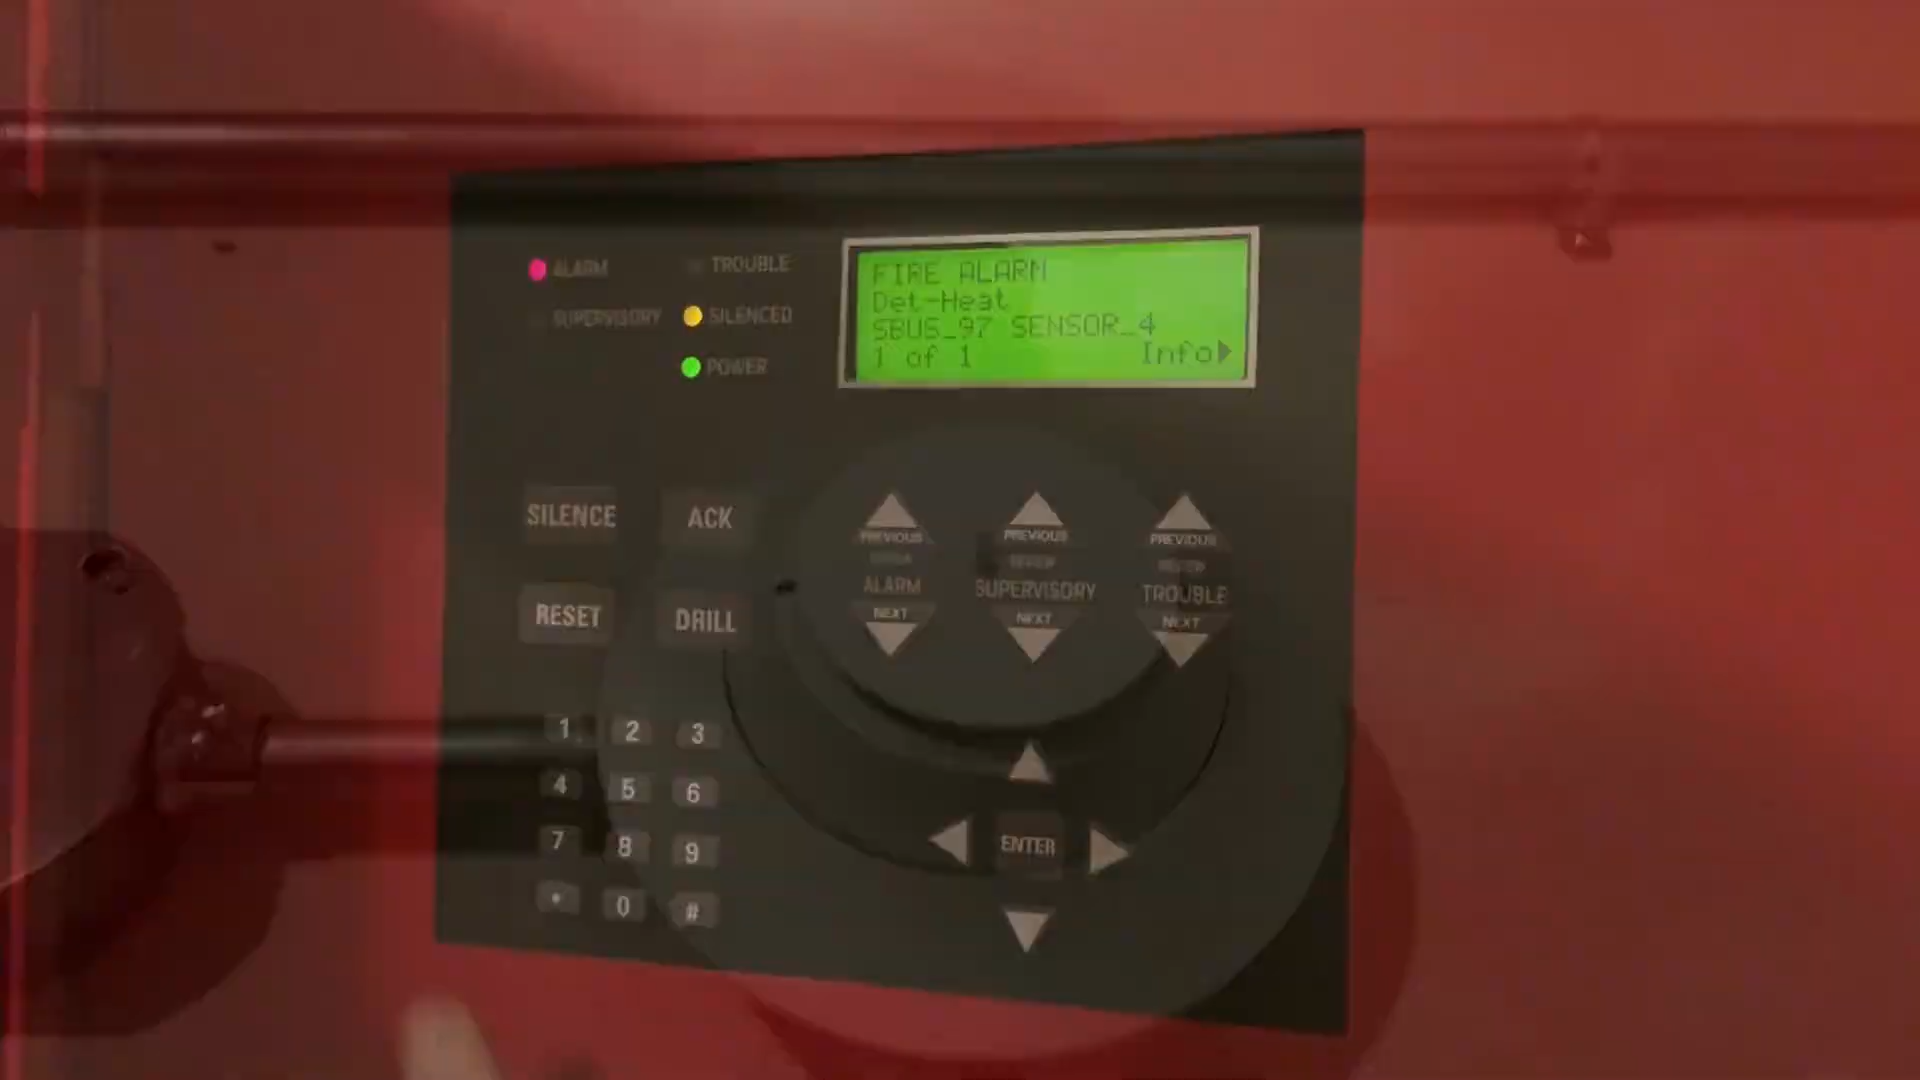 ALARM
TROUBLE
SUPERVISORY
SILENCED
POWER
FIRE ALARM
Det-Heat
SBUS_97 SENSOR_4
1 of 1 Info
SILENCE
ACK
RESET
DRILL
PREVIOUS
ALARM
NEXT
PREVIOUS
REVIEW
SUPERVISORY
NEXT
PREVIOUS
REVIEW
TROUBLE
NEXT
1 2 3
4 5 6
7 8 9
* 0 #
ENTER